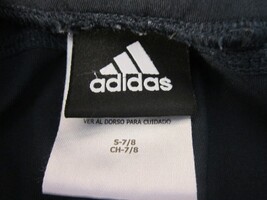 adidas
VER AL DORSO PARA CUIDADO
S-7/8
CH-7/8